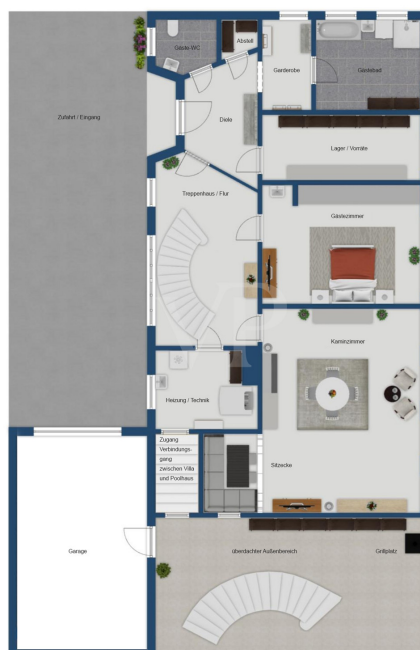 Gäste-WC
Abstell
Garderobe
Gästebad
Zufahrt / Eingang
Diele
Lager / Vorräte
Treppenhaus / Flur
Gästezimmer
VP
Kaminzimmer
Heizung / Technik
Zugang
Verbindungs-
gang
zwischen Villa
und Poolhaus
Sitzecke
Garage
überdachter Außenbereich
Grillplatz